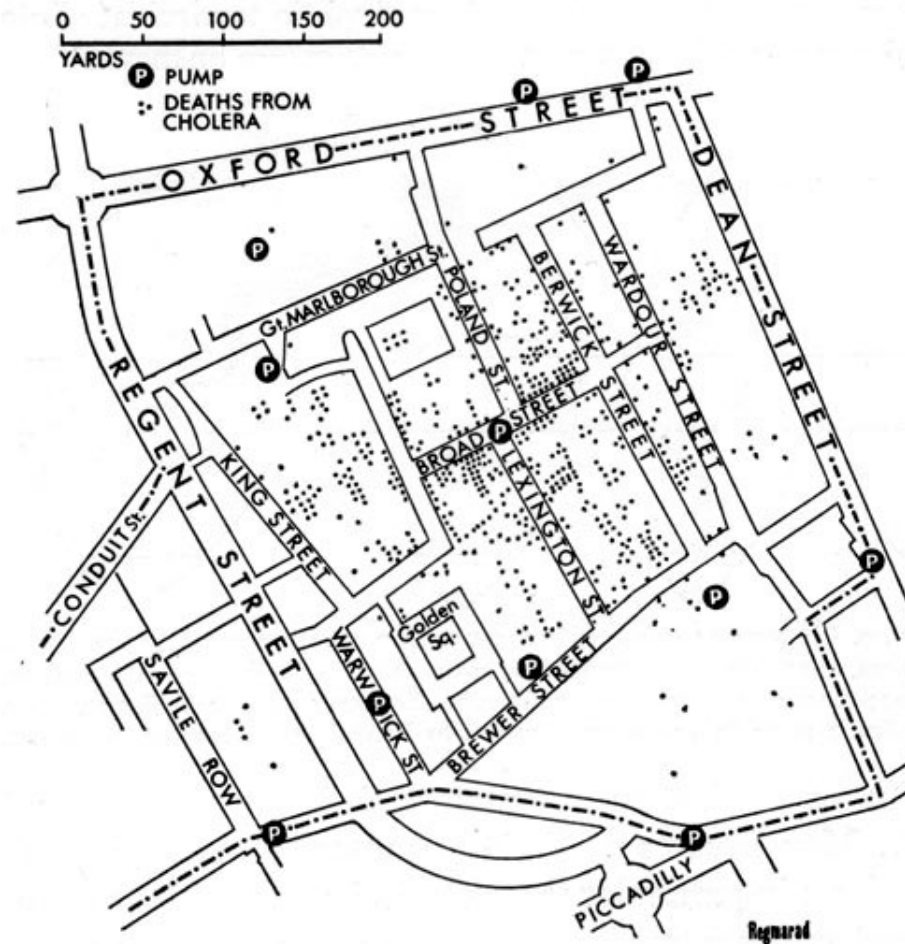 0 50 100 150 200
YARDS
P PUMP
DEATHS FROM
CHOLERA
P
P
OXFORD STREET
DEAN STREET
P
Gt. MARLBOROUGH St.
POLAND ST.
BERWICK STREET
WARDOUR STREET
P
REGENT STREET
BROAD STREET
P
KING STREET
LEXINGTON ST.
CONDUIT St.
P
P
Golden
Sq.
WARWICK ST
P
P
BREWER STREET
SAVILE ROW
P
P
PICCADILLY
Regmarad